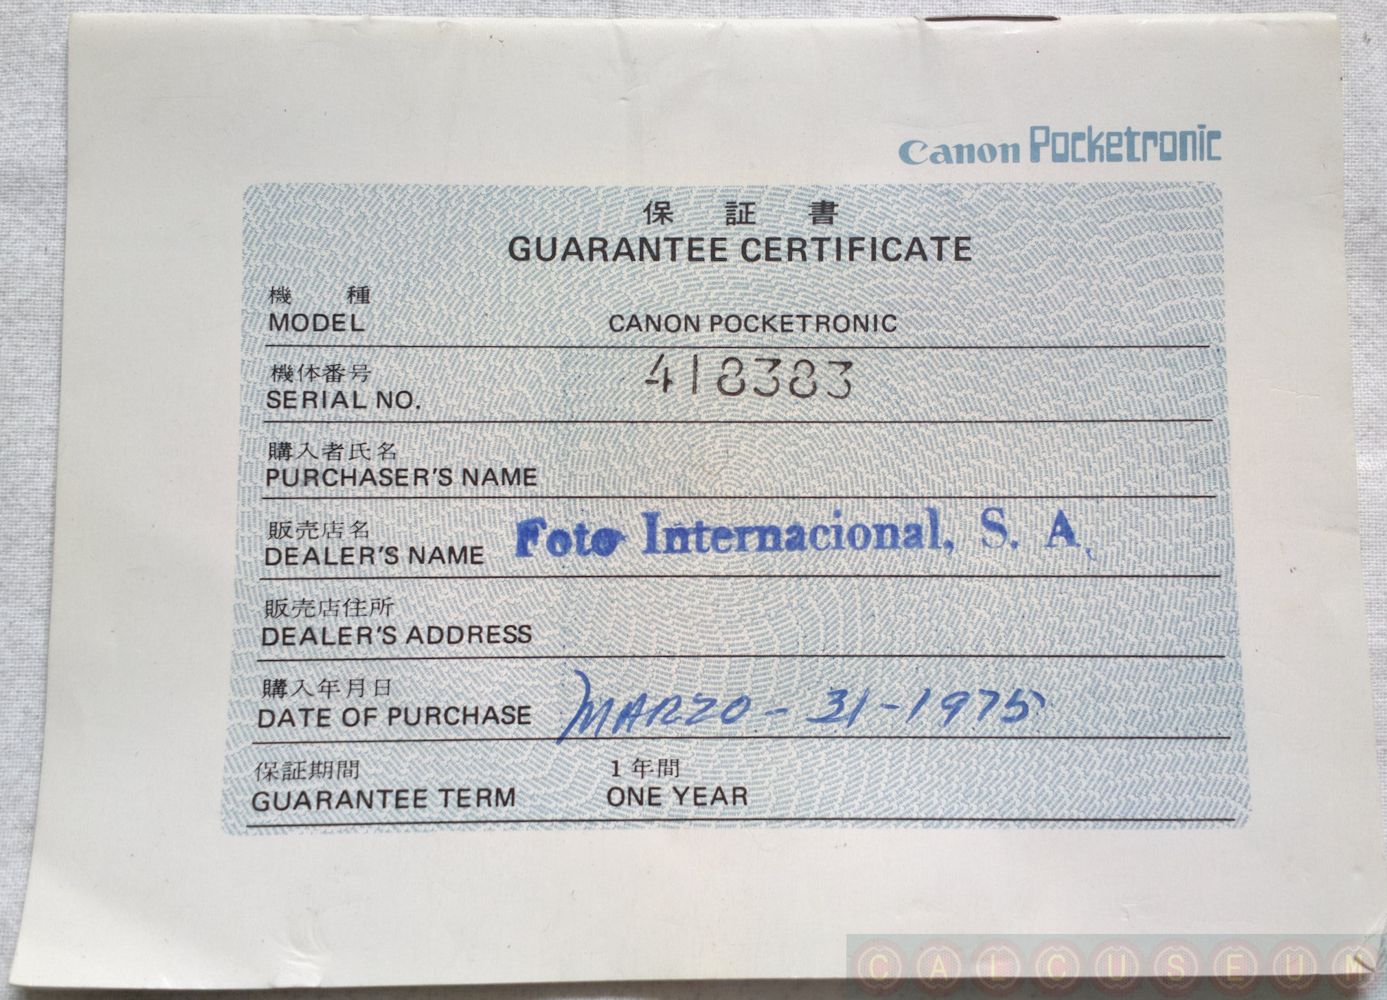 Canon Pocketronic
保証書
GUARANTEE CERTIFICATE
機種
MODEL CANON POCKETRONIC
機体番号
SERIAL NO. 418383
購入者氏名
PURCHASER'S NAME
販売店名
DEALER'S NAME Foto Internacional, S. A.
販売店住所
DEALER'S ADDRESS
購入年月日
DATE OF PURCHASE MARZO - 31 - 1975
保証期間 1年間
GUARANTEE TERM ONE YEAR
CALCUSEUM